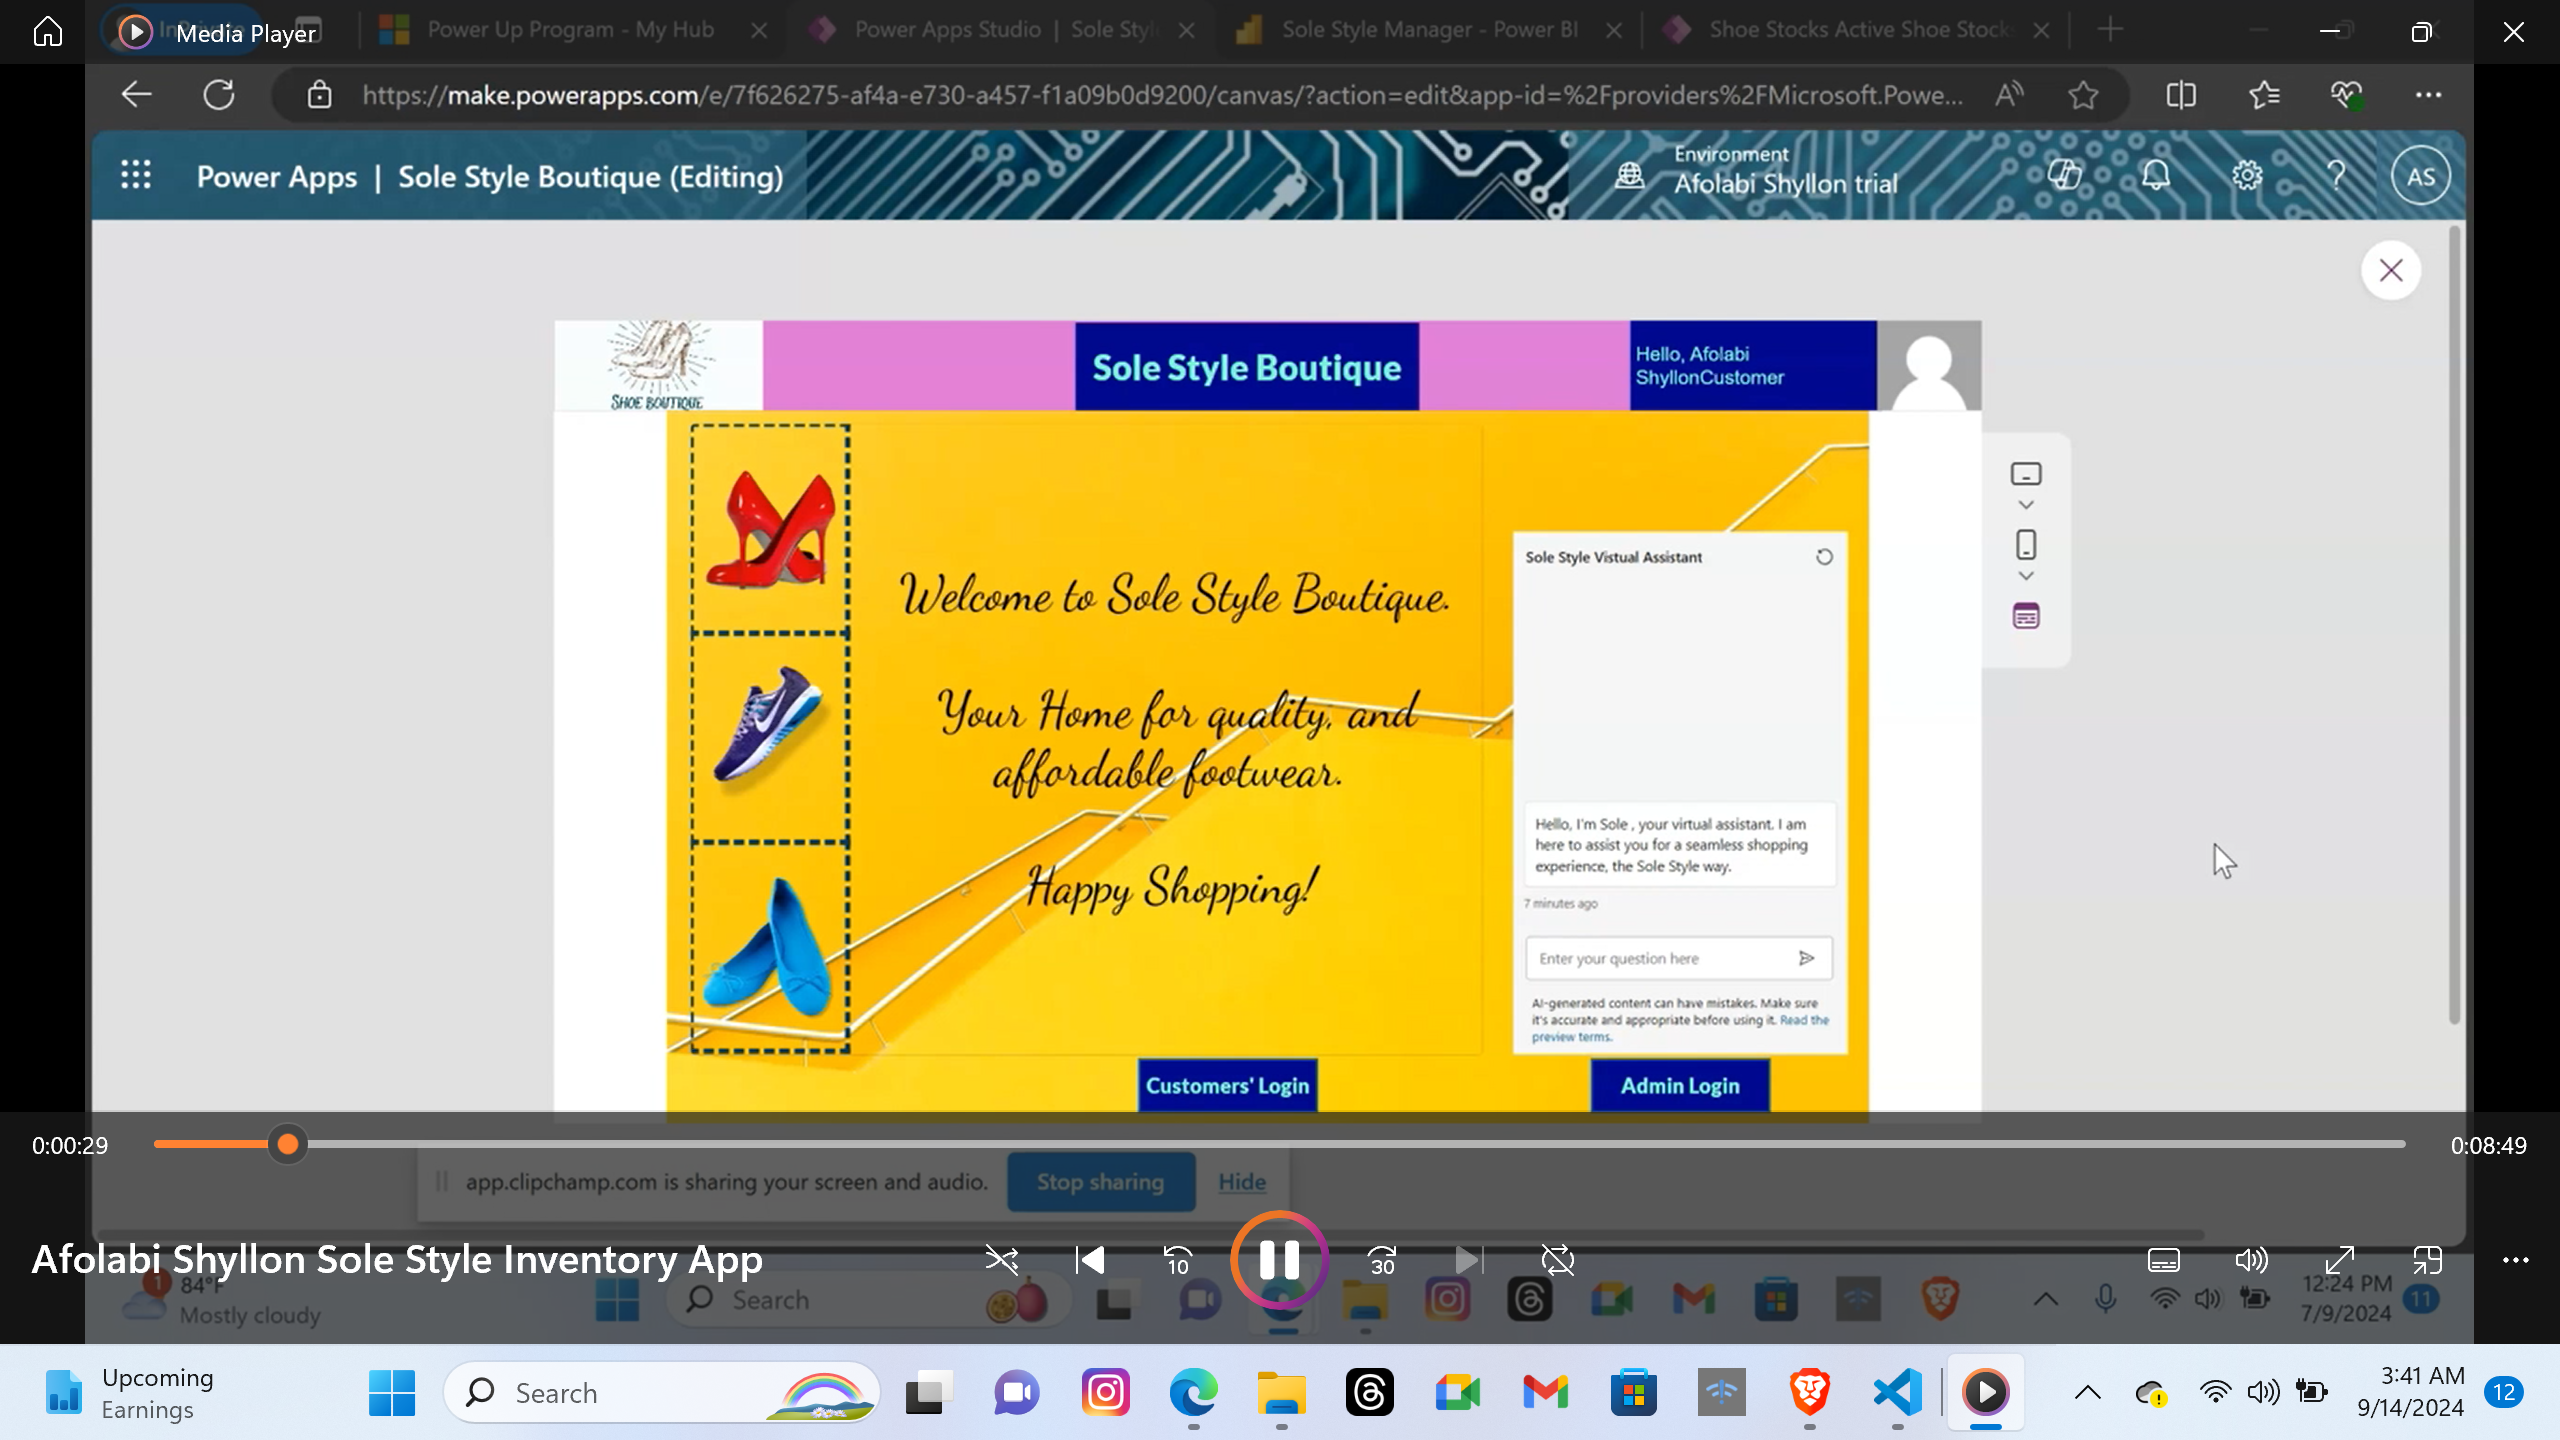 Media Player
Power Up Program - My Hub
Power Apps Studio | Sole Style
Sole Style Manager - Power BI
Shoe Stocks Active Shoe Stocks
https://make.powerapps.com/e/7f626275-af4a-e730-a457-f1a09b0d9200/canvas/?action=edit&app-id=%2Fproviders%2FMicrosoft.Powe...
Power Apps | Sole Style Boutique (Editing)
Environment
Afolabi Shyllon trial
AS
SHOE BOUTIQUE
Sole Style Boutique
Hello, Afolabi
ShyllonCustomer
Welcome to Sole Style Boutique.
Your Home for quality, and
affordable footwear.
Happy Shopping!
Sole Style Vistual Assistant
Hello, I'm Sole , your virtual assistant. I am
here to assist you for a seamless shopping
experience, the Sole Style way.
7 minutes ago
Enter your question here
AI-generated content can have mistakes. Make sure
it's accurate and appropriate before using it. Read the
preview terms.
Customers' Login
Admin Login
0:00:29
0:08:49
app.clipchamp.com is sharing your screen and audio.
Stop sharing
Hide
Afolabi Shyllon Sole Style Inventory App
10
30
1
84°F
Mostly cloudy
Search
12:24 PM
7/9/2024
11
Upcoming
Earnings
Search
3:41 AM
9/14/2024
12